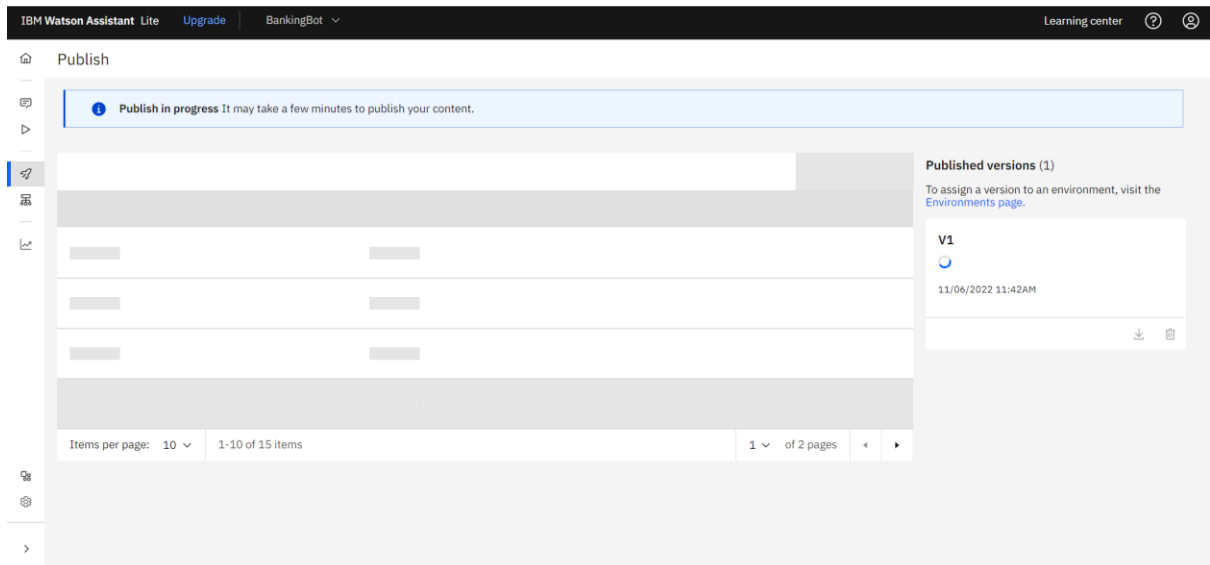 IBM Watson Assistant Lite Upgrade BankingBot Learning center
Publish
Publish in progress It may take a few minutes to publish your content.
Published versions (1)
To assign a version to an environment, visit the
Environments page.
V1
11/06/2022 11:42AM
Items per page: 10 1-10 of 15 items 1 of 2 pages